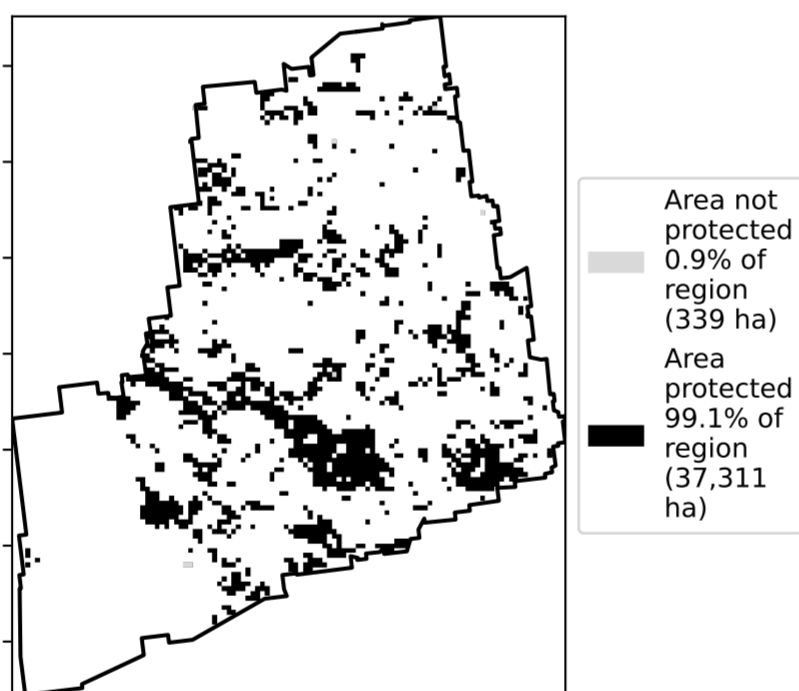 Area not
protected
0.9% of
region
(339 ha)
Area
protected
99.1% of
region
(37,311
ha)